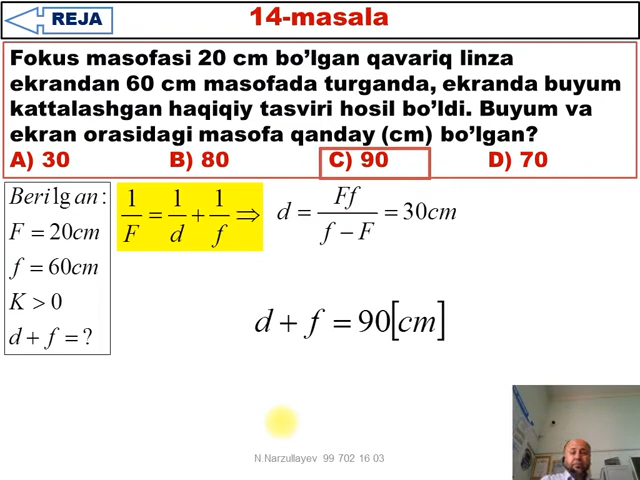 REJA
14-masala
Fokus masofasi 20 cm bo’lgan qavariq linza
ekrandan 60 cm masofada turganda, ekranda buyum
kattalashgan haqiqiy tasviri hosil bo’ldi. Buyum va
ekran orasidagi masofa qanday (cm) bo’lgan?
A) 30 B) 80 C) 90 D) 70
Berilgan:
F = 20cm
f = 60cm
K > 0
d + f = ?
1/F = 1/d + 1/f ⇒ d = Ff/(f − F) = 30cm
d + f = 90[cm]
N.Narzullayev 99 702 16 03